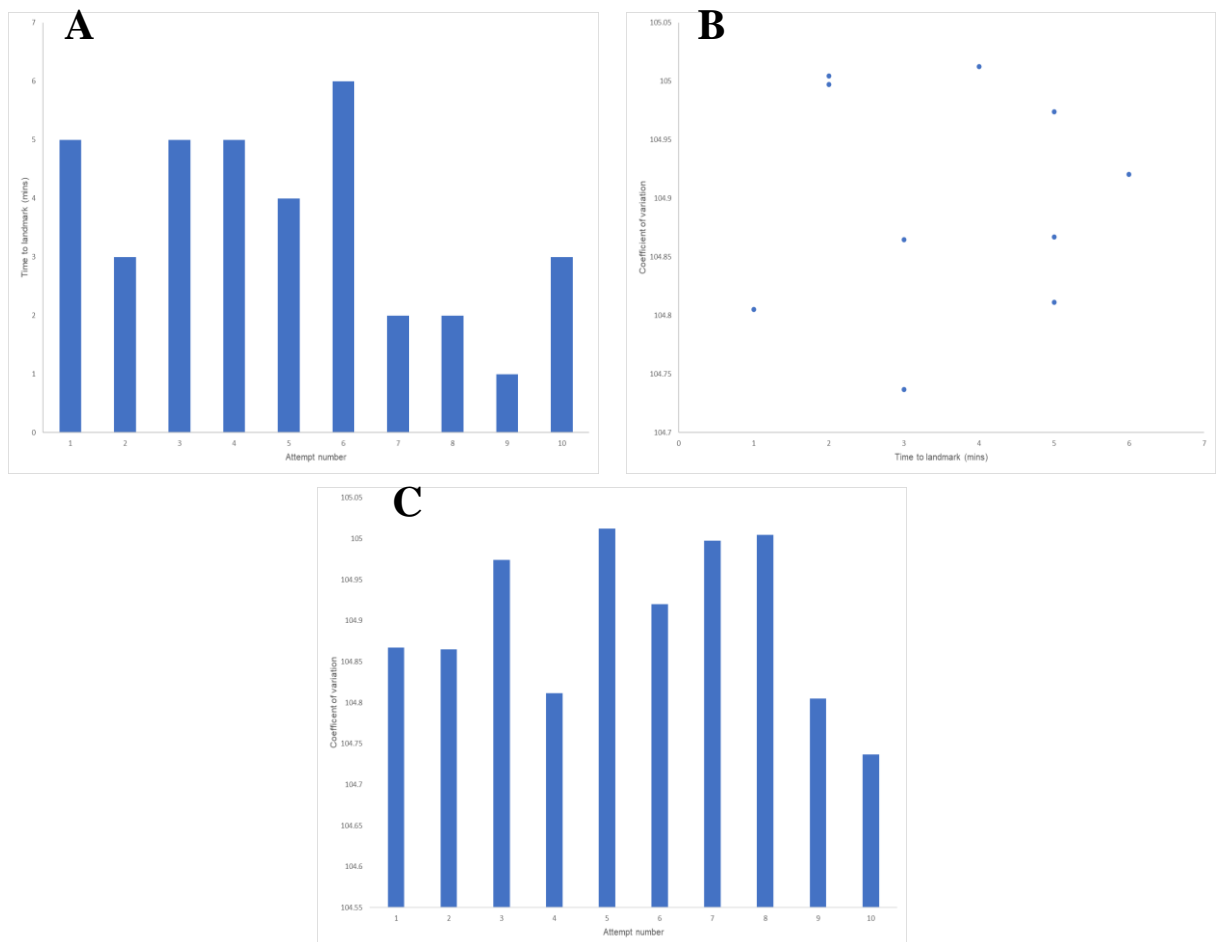 A
7
6
5
4
3
2
1
0
Time to landmark (mins)
1 2 3 4 5 6 7 8 9 10
Attempt number
B
105.05
105
104.95
104.9
104.85
104.8
104.75
104.7
Coefficient of variation
0 1 2 3 4 5 6 7
Time to landmark (mins)
C
105.05
105
104.95
104.9
104.85
104.8
104.75
104.7
104.65
104.6
104.55
Coefficent of variation
1 2 3 4 5 6 7 8 9 10
Attempt number